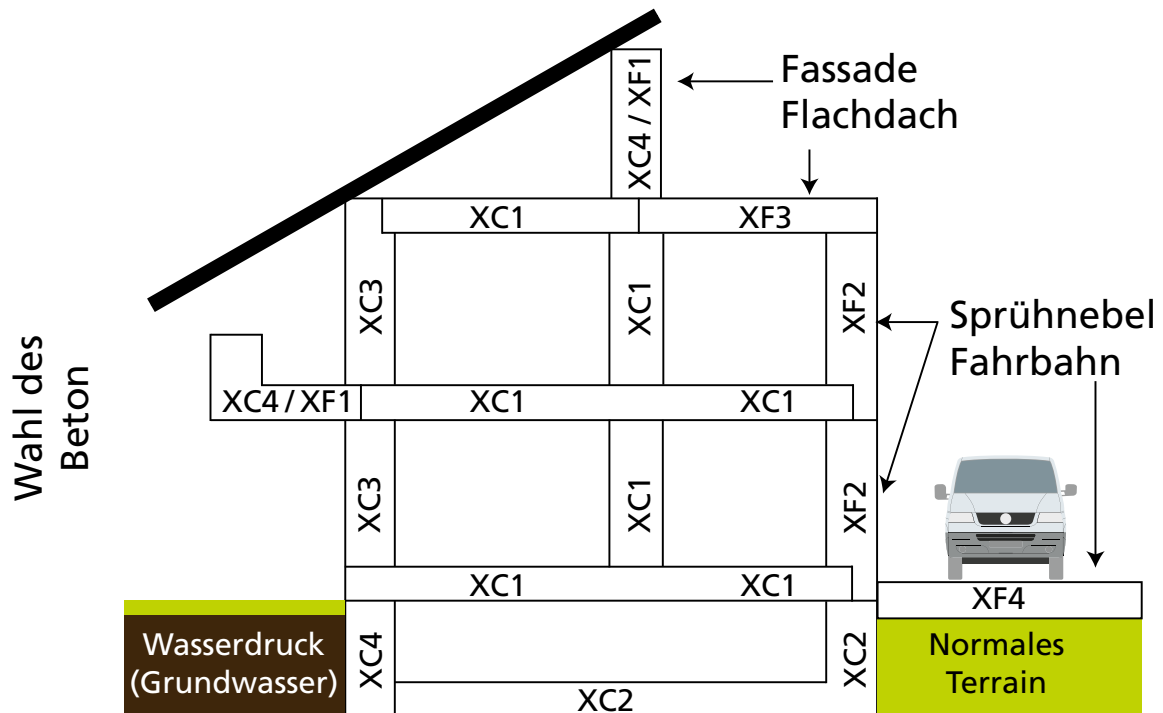 Fassade
Flachdach
XC4 / XF1
XC1
XF3
XC3
XC1
XF2
Sprühnebel
Fahrbahn
Wahl des
Beton
XC4 / XF1
XC1
XC1
XC3
XC1
XF2
XC1
XC1
XF4
Wasserdruck
(Grundwasser)
XC4
XC2
Normales
Terrain
XC2